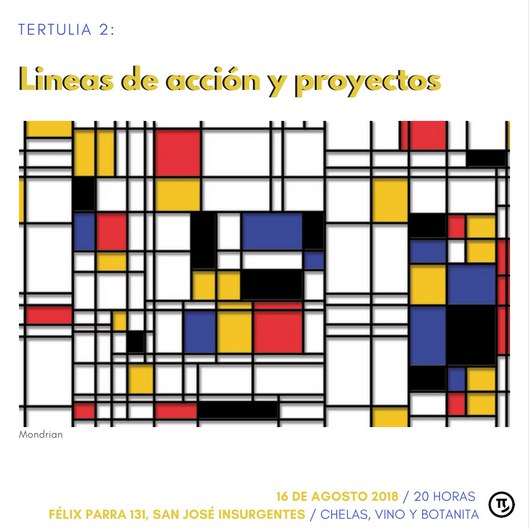 TERTULIA 2:
Lineas de acción y proyectos
Mondrian
16 DE AGOSTO 2018 / 20 HORAS
FÉLIX PARRA 131, SAN JOSÉ INSURGENTES / CHELAS, VINO Y BOTANITA